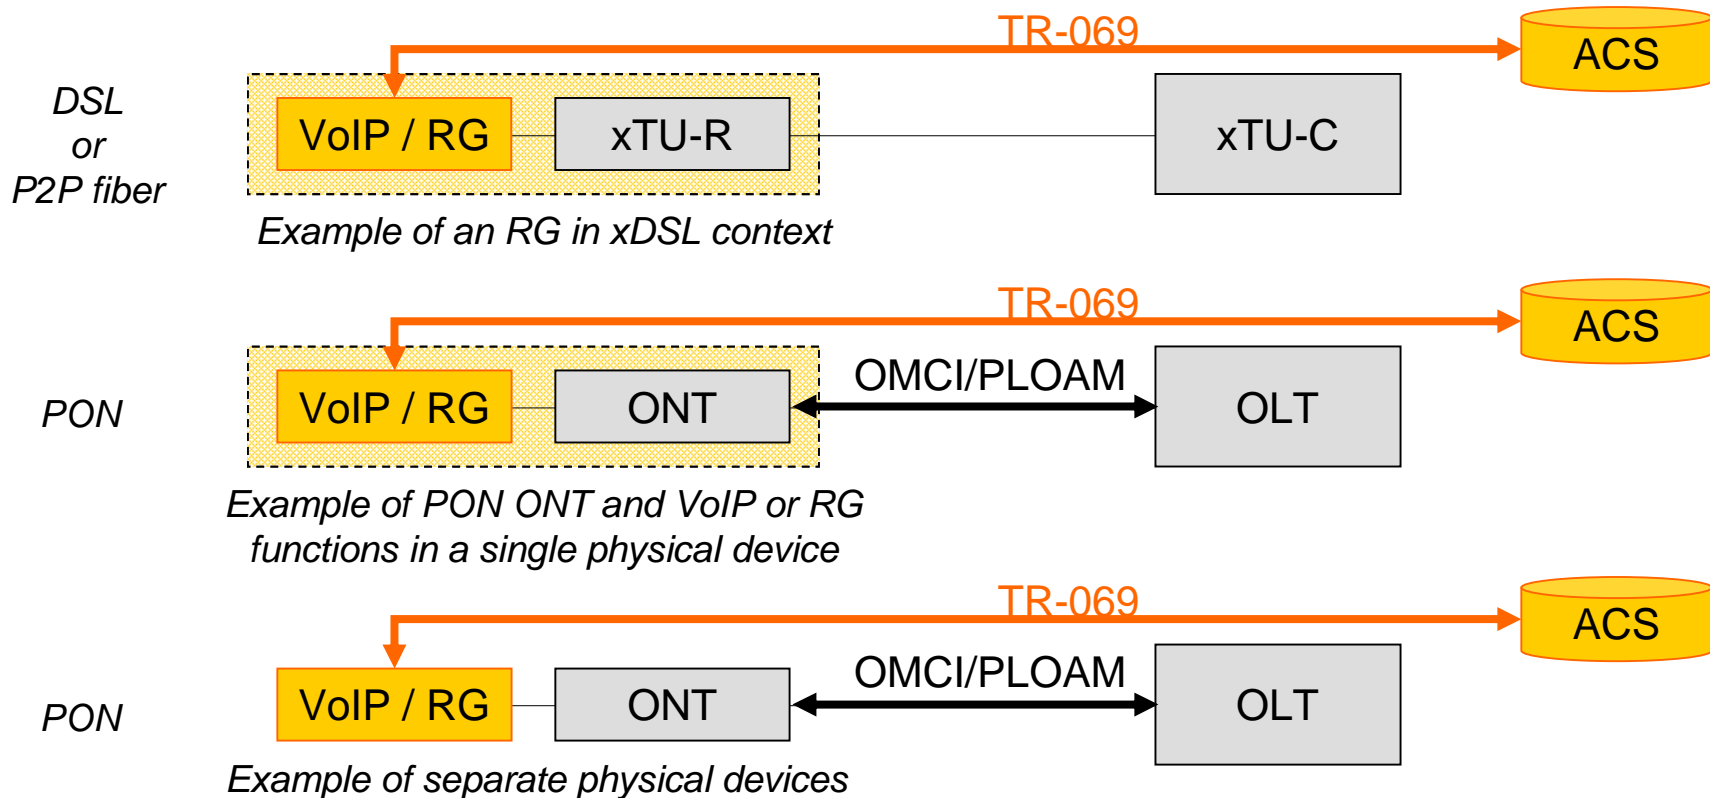 TR-069
ACS
DSL
or
P2P fiber
VoIP / RG
xTU-R
xTU-C
Example of an RG in xDSL context
TR-069
ACS
PON
VoIP / RG
ONT
OMCI/PLOAM
OLT
Example of PON ONT and VoIP or RG
functions in a single physical device
TR-069
ACS
PON
VoIP / RG
ONT
OMCI/PLOAM
OLT
Example of separate physical devices